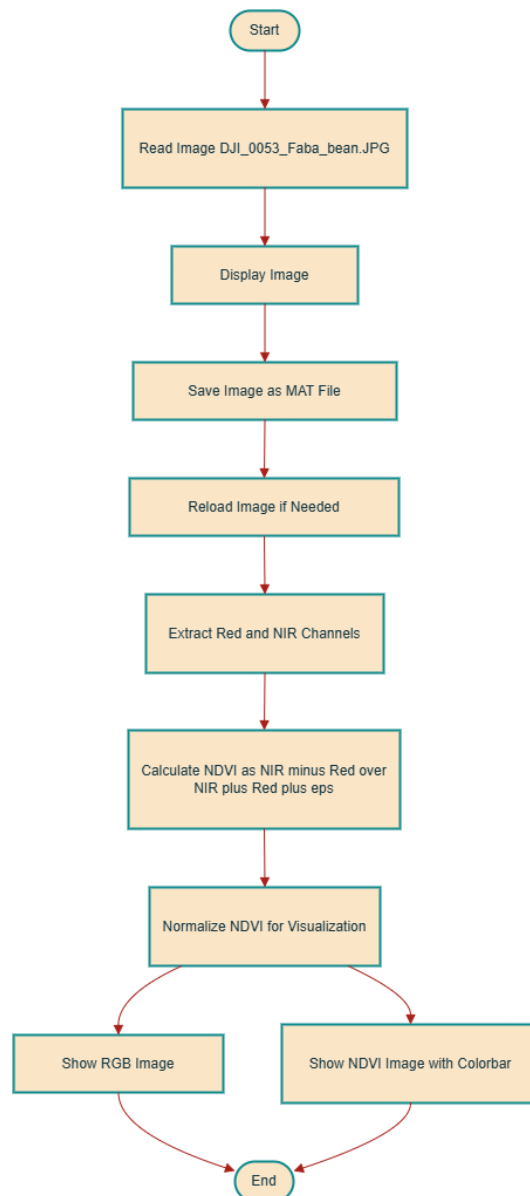 Start
Read Image DJI_0053_Faba_bean.JPG
Display Image
Save Image as MAT File
Reload Image if Needed
Extract Red and NIR Channels
Calculate NDVI as NIR minus Red over
NIR plus Red plus eps
Normalize NDVI for Visualization
Show RGB Image
Show NDVI Image with Colorbar
End